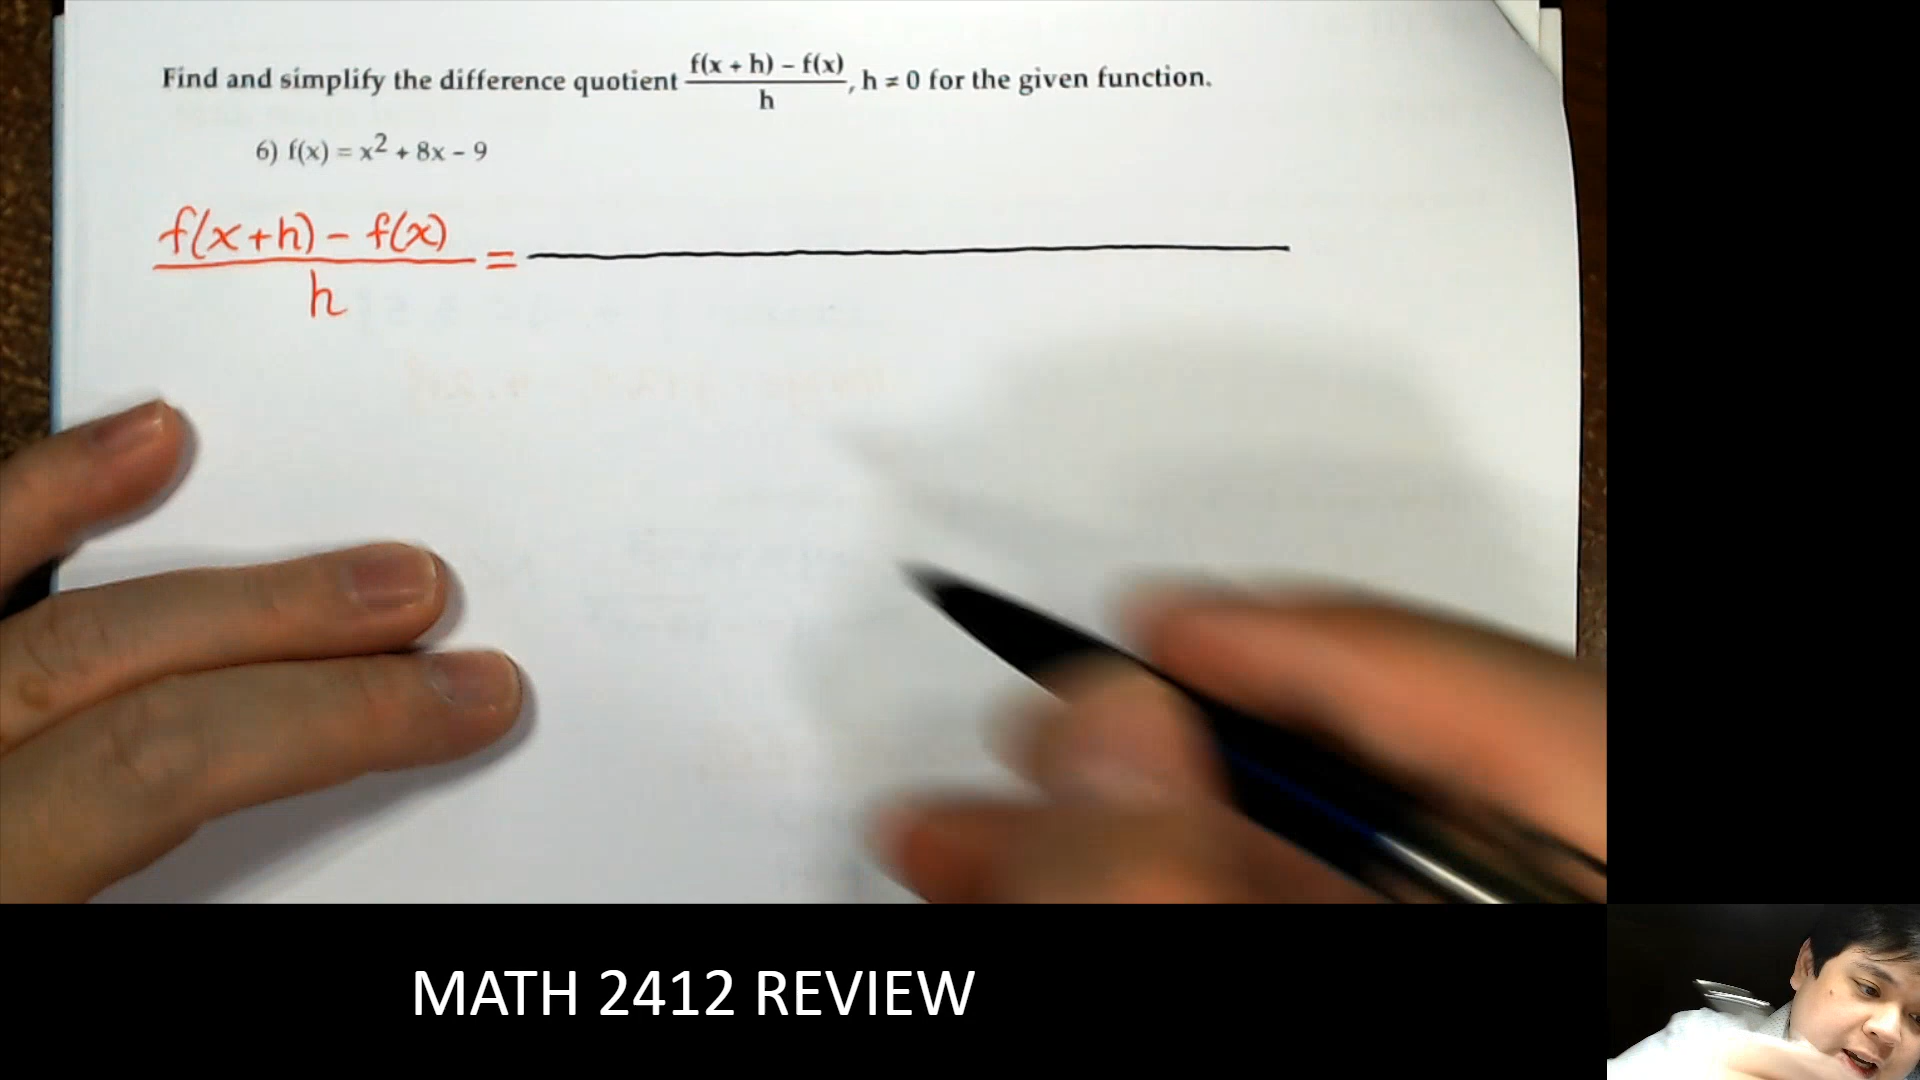 Find and simplify the difference quotient f(x + h) – f(x) / h , h ≠ 0 for the given function.
6) f(x) = x² + 8x – 9
f(x+h) – f(x) / h =
MATH 2412 REVIEW